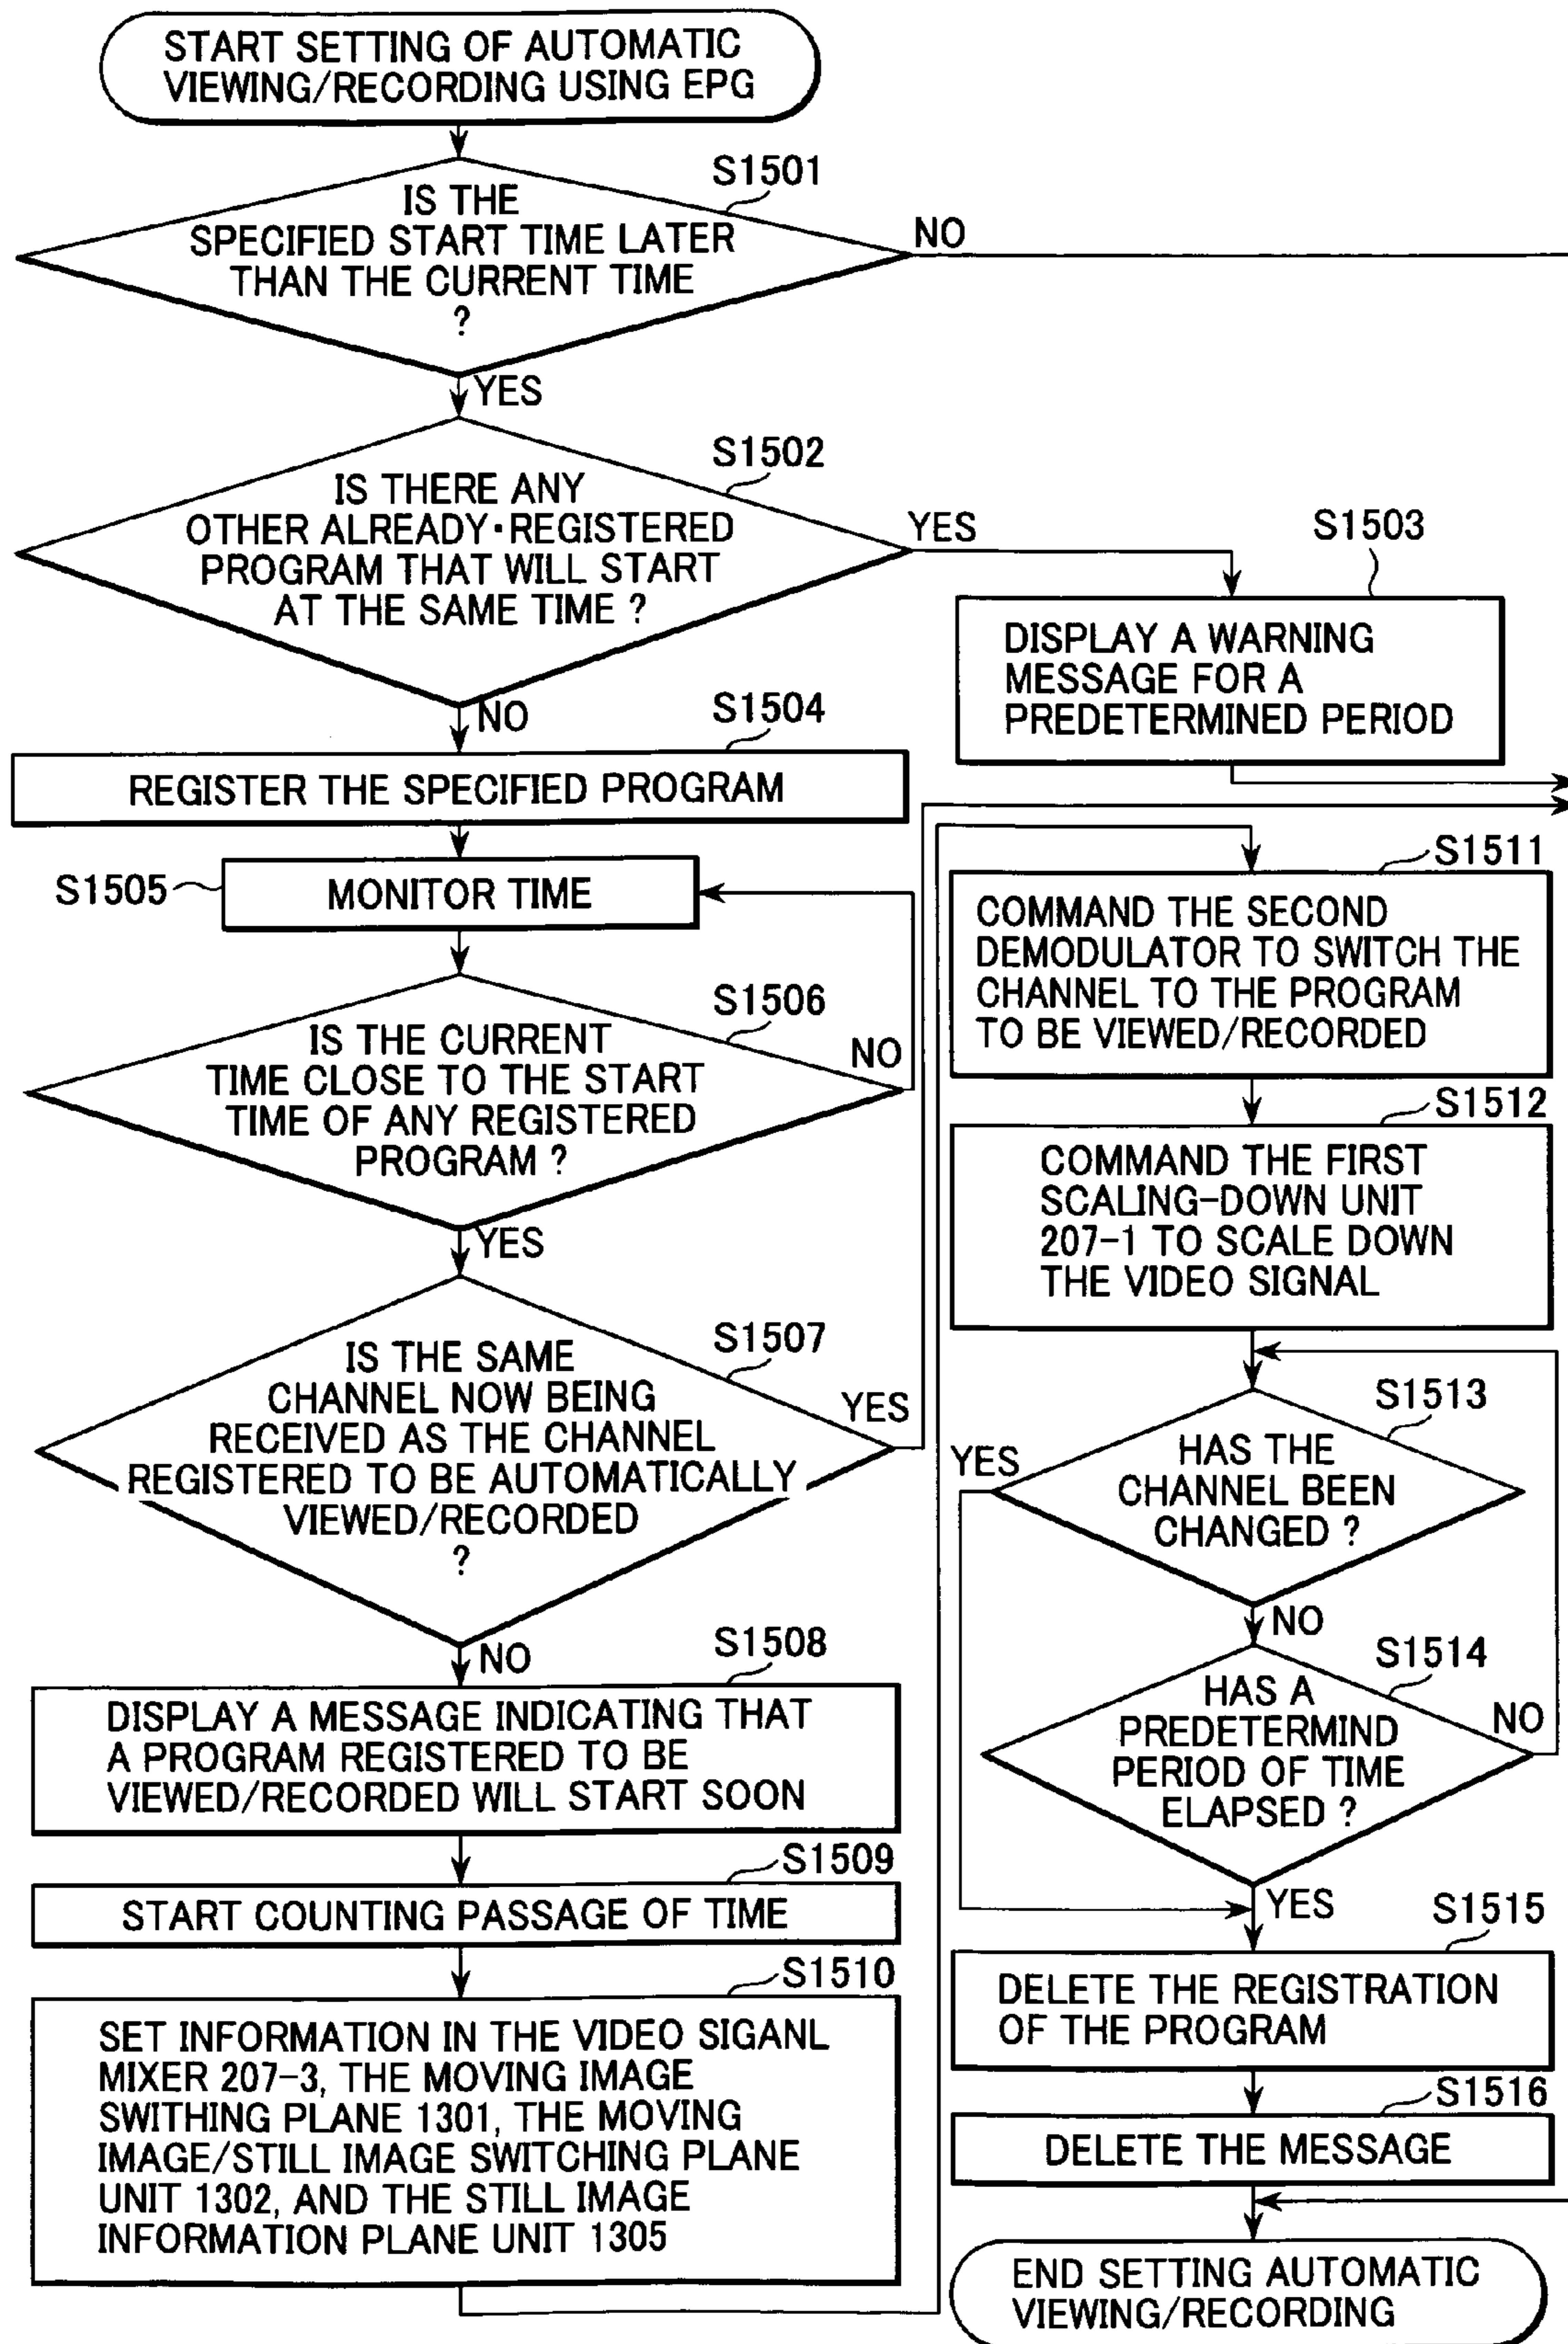 START SETTING OF AUTOMATIC
VIEWING/RECORDING USING EPG
S1501
IS THE
SPECIFIED START TIME LATER
THAN THE CURRENT TIME
?
NO
YES
S1502
IS THERE ANY
OTHER ALREADY·REGISTERED
PROGRAM THAT WILL START
AT THE SAME TIME ?
YES
NO
S1503
DISPLAY A WARNING
MESSAGE FOR A
PREDETERMINED PERIOD
S1504
REGISTER THE SPECIFIED PROGRAM
S1505
MONITOR TIME
S1506
IS THE CURRENT
TIME CLOSE TO THE START
TIME OF ANY REGISTERED
PROGRAM ?
NO
YES
S1507
IS THE SAME
CHANNEL NOW BEING
RECEIVED AS THE CHANNEL
REGISTERED TO BE AUTOMATICALLY
VIEWED/RECORDED
?
YES
NO
S1508
DISPLAY A MESSAGE INDICATING THAT
A PROGRAM REGISTERED TO BE
VIEWED/RECORDED WILL START SOON
S1509
START COUNTING PASSAGE OF TIME
S1510
SET INFORMATION IN THE VIDEO SIGANL
MIXER 207-3, THE MOVING IMAGE
SWITHING PLANE 1301, THE MOVING
IMAGE/STILL IMAGE SWITCHING PLANE
UNIT 1302, AND THE STILL IMAGE
INFORMATION PLANE UNIT 1305
S1511
COMMAND THE SECOND
DEMODULATOR TO SWITCH THE
CHANNEL TO THE PROGRAM
TO BE VIEWED/RECORDED
S1512
COMMAND THE FIRST
SCALING-DOWN UNIT
207-1 TO SCALE DOWN
THE VIDEO SIGNAL
S1513
HAS THE
CHANNEL BEEN
CHANGED ?
YES
NO
S1514
HAS A
PREDETERMIND
PERIOD OF TIME
ELAPSED ?
NO
YES
S1515
DELETE THE REGISTRATION
OF THE PROGRAM
S1516
DELETE THE MESSAGE
END SETTING AUTOMATIC
VIEWING/RECORDING